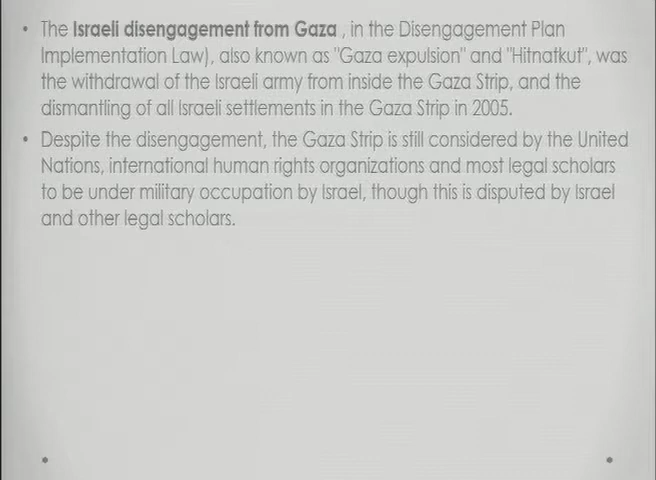 • The Israeli disengagement from Gaza , in the Disengagement Plan
Implementation Law), also known as "Gaza expulsion" and "Hitnatkut", was
the withdrawal of the Israeli army from inside the Gaza Strip, and the
dismantling of all Israeli settlements in the Gaza Strip in 2005.
• Despite the disengagement, the Gaza Strip is still considered by the United
Nations, international human rights organizations and most legal scholars
to be under military occupation by Israel, though this is disputed by Israel
and other legal scholars.